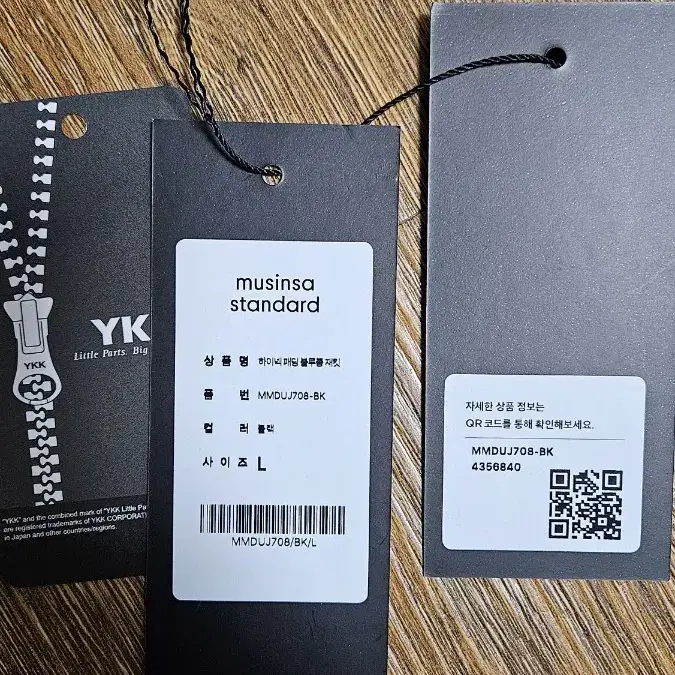 YKK
YK
Little Parts. Big
"YKK" and the combined mark of "YKK Little Pa
are registered trademarks of YKK CORPORAT
in Japan and other countries/regions.
musinsa
standard
상 품 명 하이넥 패딩 블루종 재킷
품 번 MMDUJ708-BK
컬 러 블랙
사 이 즈 L
MMDUJ708/BK/L
자세한 상품 정보는
QR 코드를 통해 확인해보세요.
MMDUJ708-BK
4356840